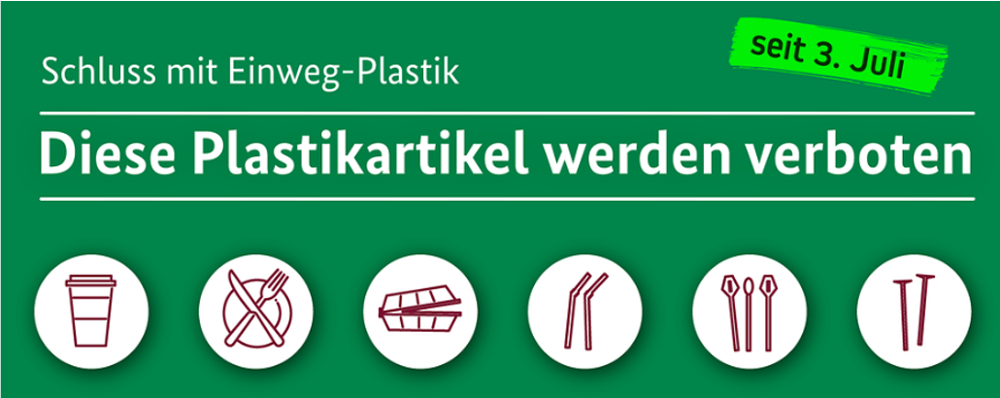 seit 3. Juli
Schluss mit Einweg-Plastik
Diese Plastikartikel werden verboten